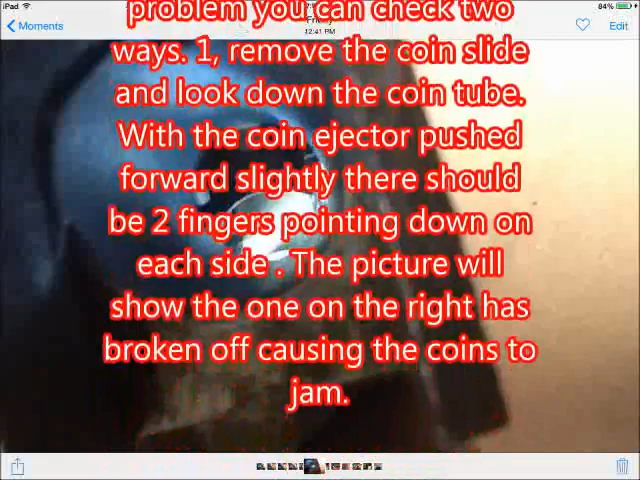 iPad 84%
problem you can check two
Moments Friday Edit
12:41 PM
ways. 1, remove the coin slide
and look down the coin tube.
With the coin ejector pushed
forward slightly there should
be 2 fingers pointing down on
each side . The picture will
show the one on the right has
broken off causing the coins to
jam.